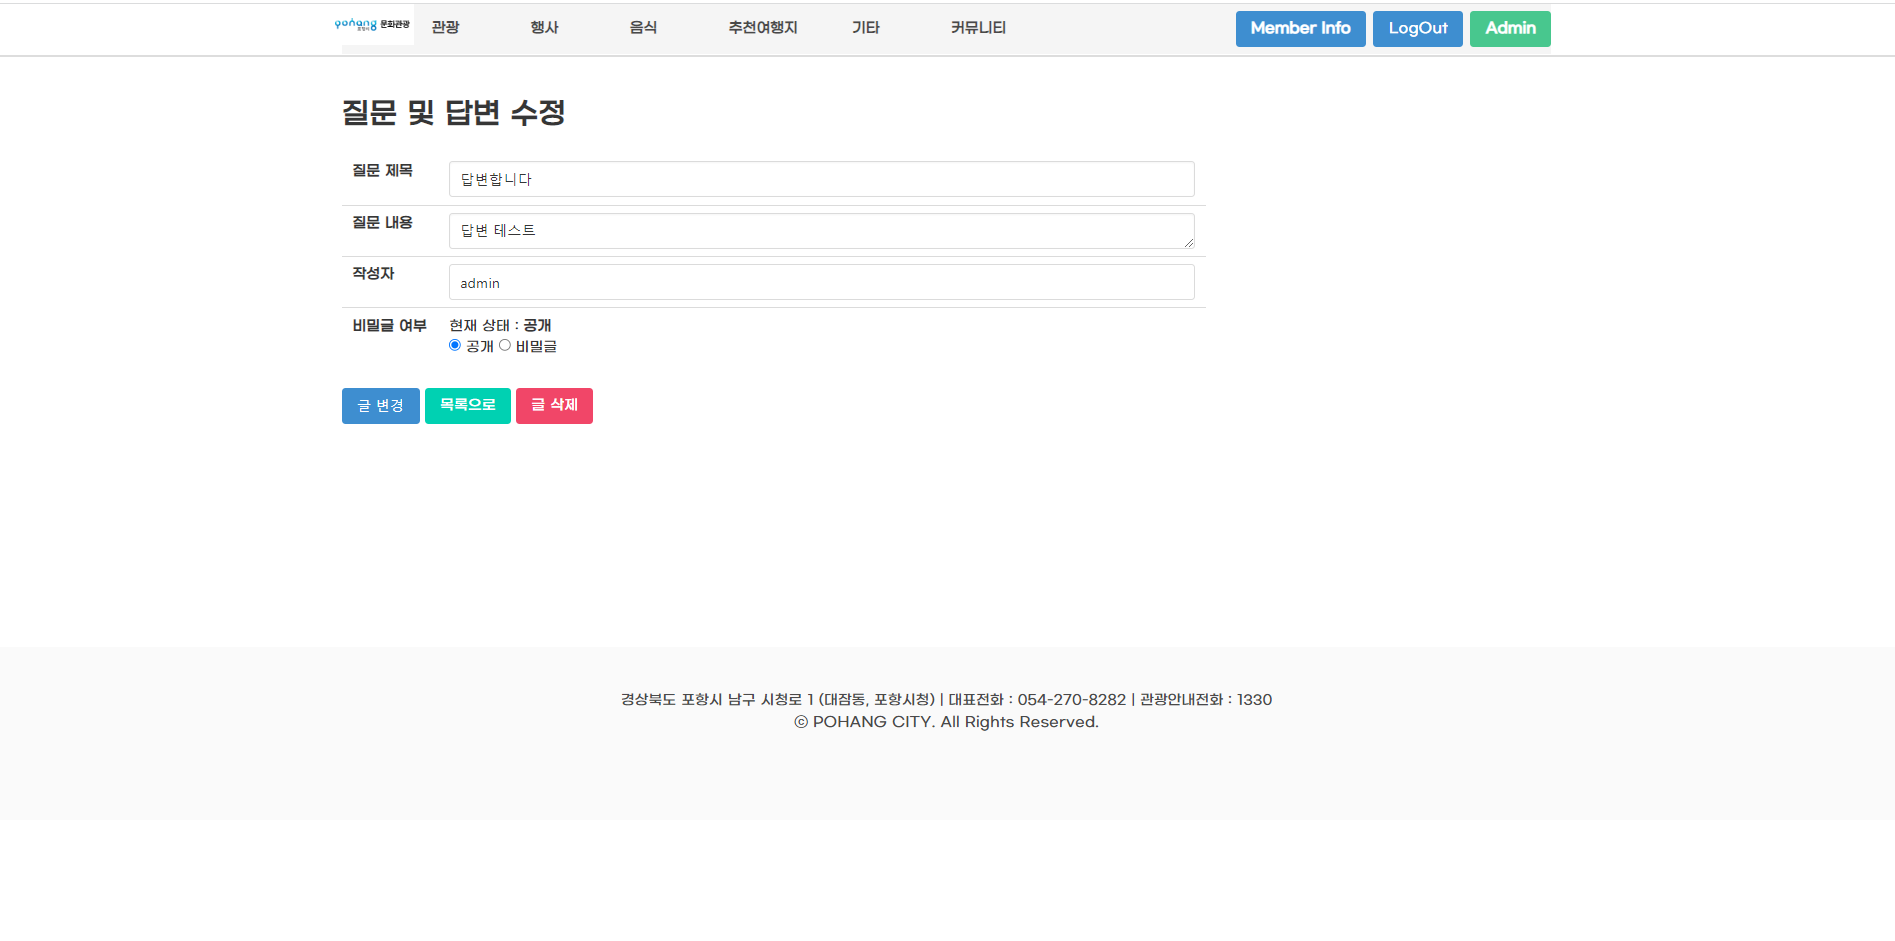 pohang 문화관광 관광 행사 음식 추천여행지 기타 커뮤니티 Member Info LogOut Admin
질문 및 답변 수정
질문 제목 답변합니다
질문 내용 답변 테스트
작성자 admin
비밀글 여부 현재 상태 : 공개
공개 비밀글
글 변경 목록으로 글 삭제
경상북도 포항시 남구 시청로 1 (대잠동, 포항시청) | 대표전화 : 054-270-8282 | 관광안내전화 : 1330
ⓒ POHANG CITY. All Rights Reserved.